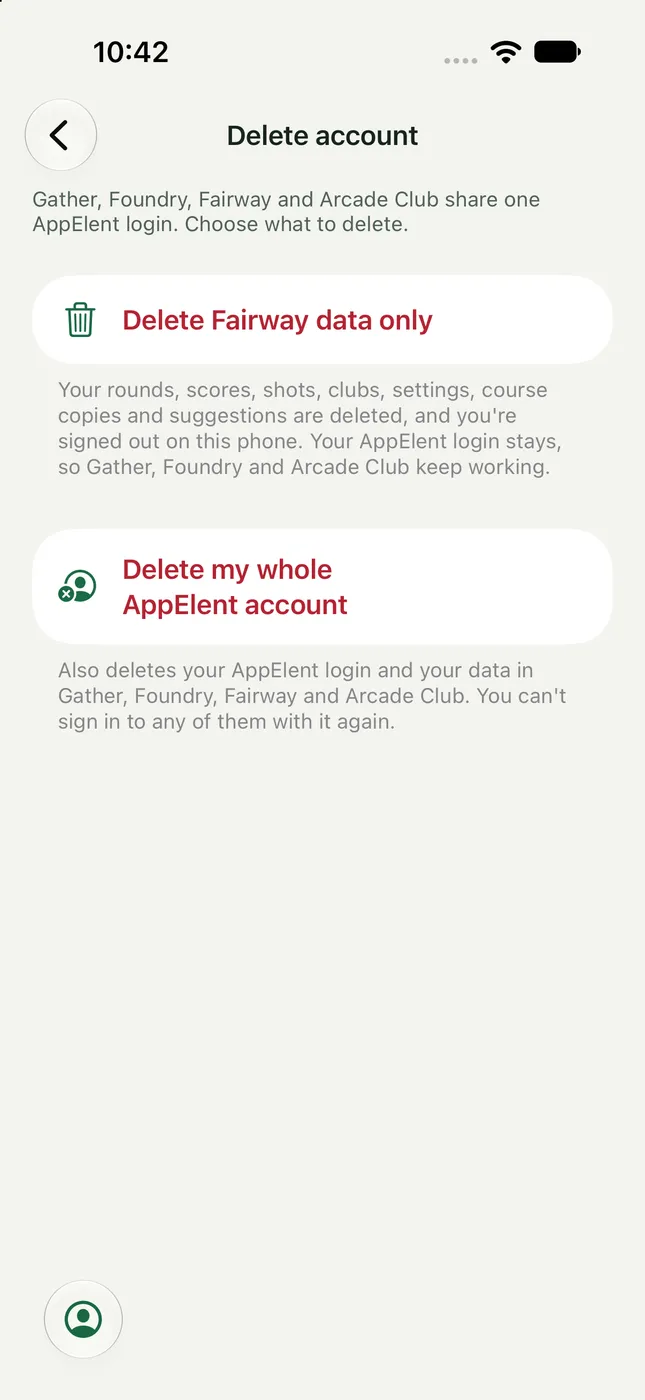 10:42
Delete account
Gather, Foundry, Fairway and Arcade Club share one
AppElent login. Choose what to delete.
Delete Fairway data only
Your rounds, scores, shots, clubs, settings, course
copies and suggestions are deleted, and you're
signed out on this phone. Your AppElent login stays,
so Gather, Foundry and Arcade Club keep working.
Delete my whole
AppElent account
Also deletes your AppElent login and your data in
Gather, Foundry, Fairway and Arcade Club. You can't
sign in to any of them with it again.